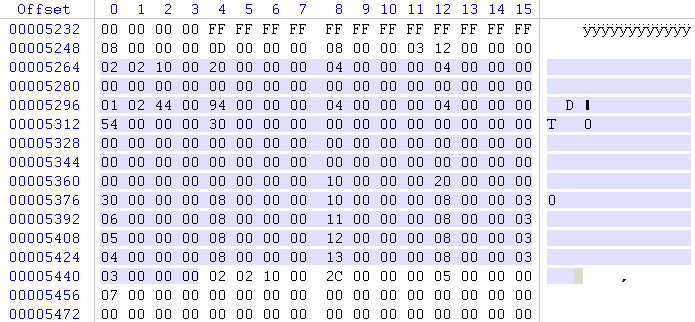 Offset 0 1 2 3 4 5 6 7 8 9 10 11 12 13 14 15
00005232 00 00 00 00 FF FF FF FF FF FF FF FF FF FF FF FF ÿÿÿÿÿÿÿÿÿÿÿÿ
00005248 08 00 00 00 0D 00 00 00 08 00 00 03 12 00 00 00
00005264 02 02 10 00 20 00 00 00 04 00 00 00 04 00 00 00
00005280 00 00 00 00 00 00 00 00 00 00 00 00 00 00 00 00
00005296 01 02 44 00 94 00 00 00 04 00 00 00 04 00 00 00 D
00005312 54 00 00 00 30 00 00 00 00 00 00 00 00 00 00 00 T 0
00005328 00 00 00 00 00 00 00 00 00 00 00 00 00 00 00 00
00005344 00 00 00 00 00 00 00 00 00 00 00 00 00 00 00 00
00005360 00 00 00 00 00 00 00 00 10 00 00 00 20 00 00 00
00005376 30 00 00 00 08 00 00 00 10 00 00 00 08 00 00 03 0
00005392 06 00 00 00 08 00 00 00 11 00 00 00 08 00 00 03
00005408 05 00 00 00 08 00 00 00 12 00 00 00 08 00 00 03
00005424 04 00 00 00 08 00 00 00 13 00 00 00 08 00 00 03
00005440 03 00 00 00 02 02 10 00 2C 00 00 00 05 00 00 00 ,
00005456 07 00 00 00 00 00 00 00 00 00 00 00 00 00 00 00
00005472 00 00 00 00 00 00 00 00 00 00 00 00 00 00 00 00